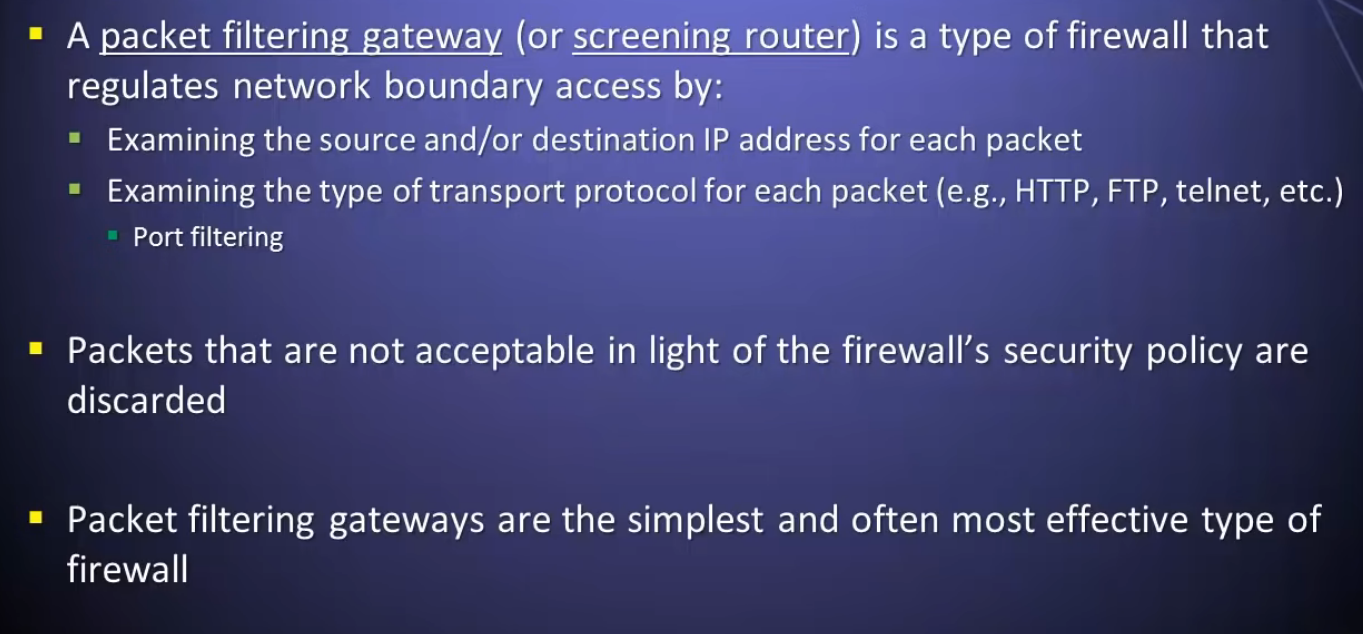 A packet filtering gateway (or screening router) is a type of firewall that
regulates network boundary access by:
Examining the source and/or destination IP address for each packet
Examining the type of transport protocol for each packet (e.g., HTTP, FTP, telnet, etc.)
Port filtering
Packets that are not acceptable in light of the firewall’s security policy are
discarded
Packet filtering gateways are the simplest and often most effective type of
firewall